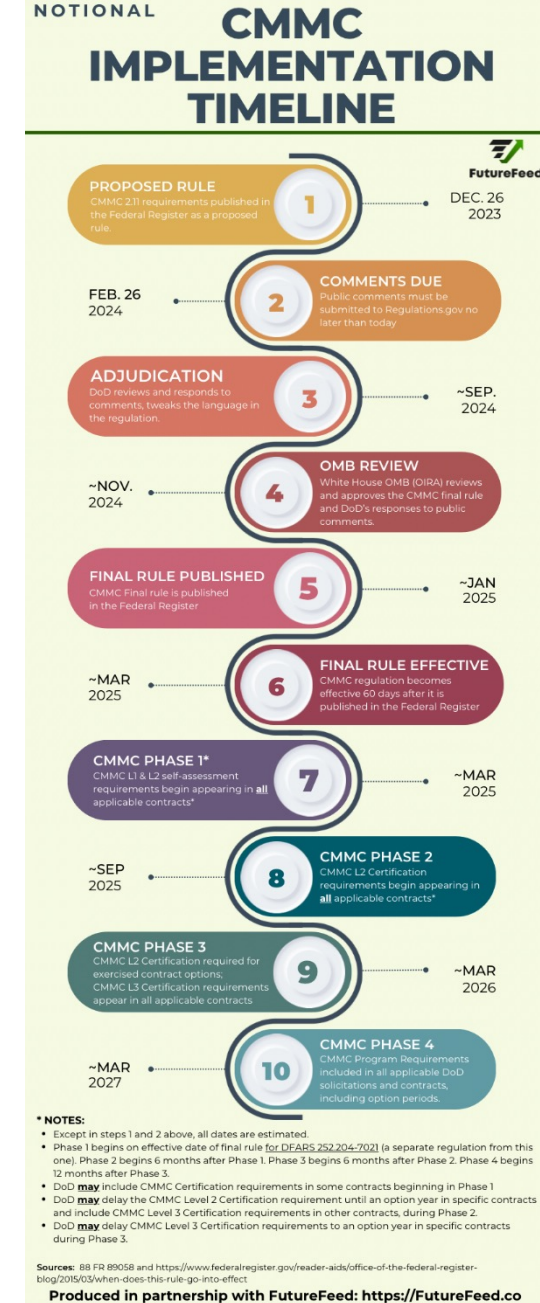 NOTIONAL
CMMC
IMPLEMENTATION
TIMELINE
FutureFeed
PROPOSED RULE
CMMC 2.11 requirements published in
the Federal Register as a proposed
rule.
1
DEC. 26
2023
FEB. 26
2024
2
COMMENTS DUE
Public comments must be
submitted to Regulations.gov no
later than today
ADJUDICATION
DoD reviews and responds to
comments, tweaks the language in
the regulation.
3
~SEP.
2024
~NOV.
2024
4
OMB REVIEW
White House OMB (OIRA) reviews
and approves the CMMC final rule
and DoD's responses to public
comments.
FINAL RULE PUBLISHED
CMMC Final rule is published
in the Federal Register
5
~JAN
2025
~MAR
2025
6
FINAL RULE EFFECTIVE
CMMC regulation becomes
effective 60 days after it is
published in the Federal Register
CMMC PHASE 1*
CMMC L1 & L2 self-assessment
requirements begin appearing in all
applicable contracts*
7
~MAR
2025
~SEP
2025
8
CMMC PHASE 2
CMMC L2 Certification
requirements begin appearing in
all applicable contracts*
CMMC PHASE 3
CMMC L2 Certification required for
exercised contract options;
CMMC L3 Certification requirements
appear in all applicable contracts
9
~MAR
2026
~MAR
2027
10
CMMC PHASE 4
CMMC Program Requirements
included in all applicable DoD
solicitations and contracts,
including option periods.
* NOTES:
• Except in steps 1 and 2 above, all dates are estimated.
• Phase 1 begins on effective date of final rule for DFARS 252.204-7021 (a separate regulation from this
one). Phase 2 begins 6 months after Phase 1. Phase 3 begins 6 months after Phase 2. Phase 4 begins
12 months after Phase 3.
• DoD may include CMMC Certification requirements in some contracts beginning in Phase 1
• DoD may delay the CMMC Level 2 Certification requirement until an option year in specific contracts
and include CMMC Level 3 Certification requirements in other contracts, during Phase 2.
• DoD may delay CMMC Level 3 Certification requirements to an option year in specific contracts
during Phase 3.
Sources: 88 FR 89058 and https://www.federalregister.gov/reader-aids/office-of-the-federal-register-
blog/2015/03/when-does-this-rule-go-into-effect
Produced in partnership with FutureFeed: https://FutureFeed.co